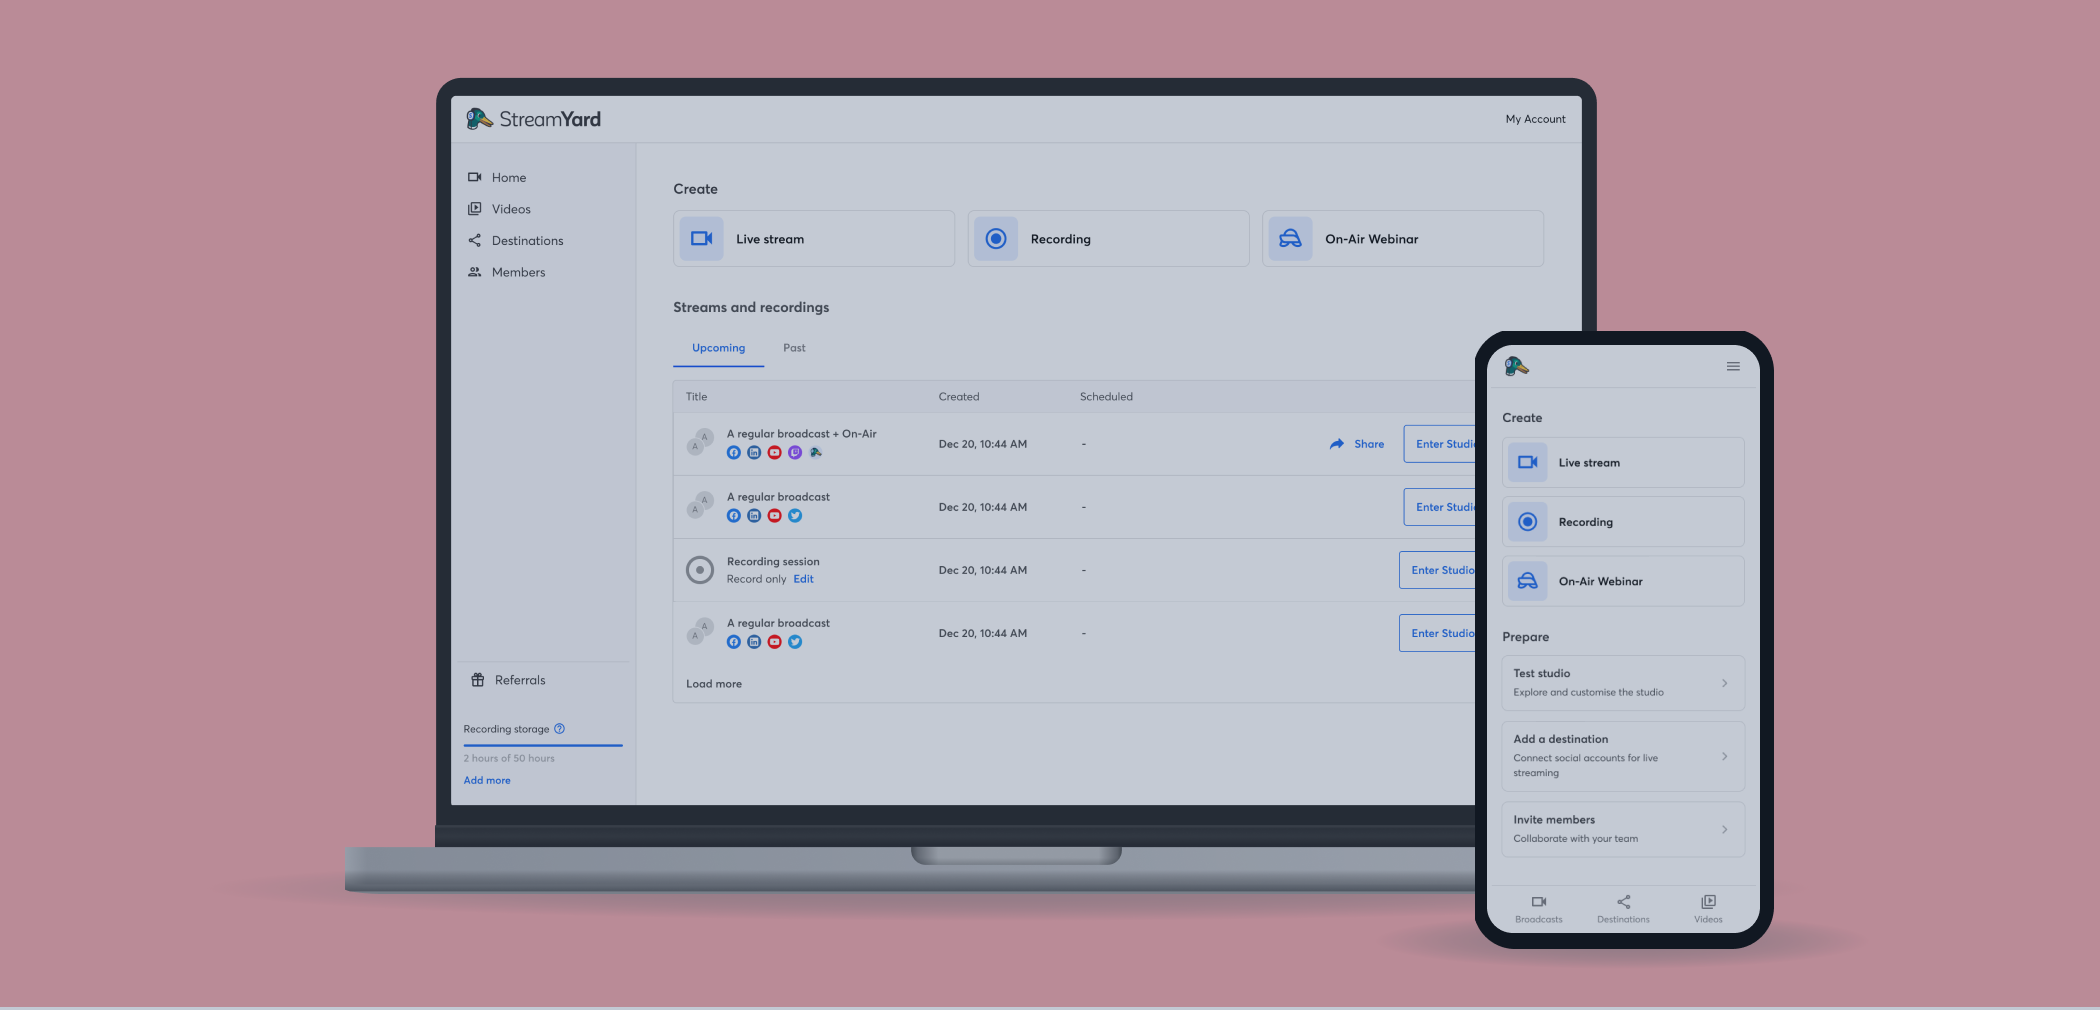 StreamYard
My Account
Home
Videos
Destinations
Members
Referrals
Recording storage
2 hours of 50 hours
Add more
Create
Live stream
Recording
On-Air Webinar
Streams and recordings
Upcoming
Past
Title
Created
Scheduled
A regular broadcast + On-Air
Dec 20, 10:44 AM
-
Share
Enter Studi
A regular broadcast
Dec 20, 10:44 AM
-
Enter Studi
Recording session
Record only Edit
Dec 20, 10:44 AM
-
Enter Studio
A regular broadcast
Dec 20, 10:44 AM
-
Enter Studio
A
A
A
A
A
A
Load more
Create
Live stream
Recording
On-Air Webinar
Prepare
Test studio
Explore and customise the studio
Add a destination
Connect social accounts for live
streaming
Invite members
Collaborate with your team
Broadcasts
Destinations
Videos